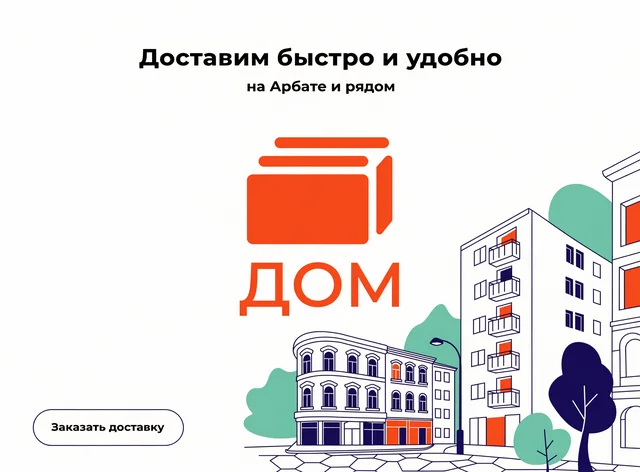 Доставим быстро и удобно
на Арбате и рядом
ДОМ
Заказать доставку